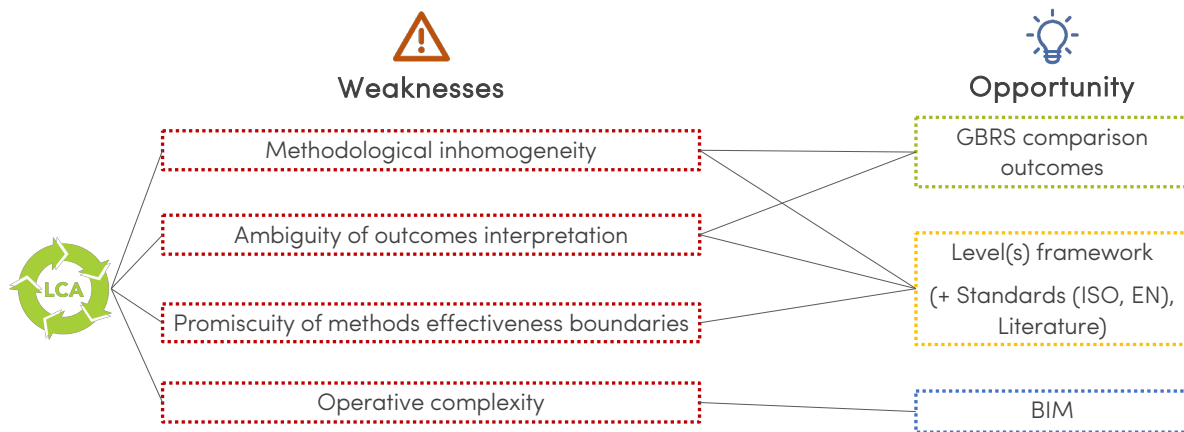 Weaknesses
Opportunity
Methodological inhomogeneity
GBRS comparison
outcomes
Ambiguity of outcomes interpretation
Level(s) framework
(+ Standards (ISO, EN),
Literature)
LCA
Promiscuity of methods effectiveness boundaries
Operative complexity
BIM